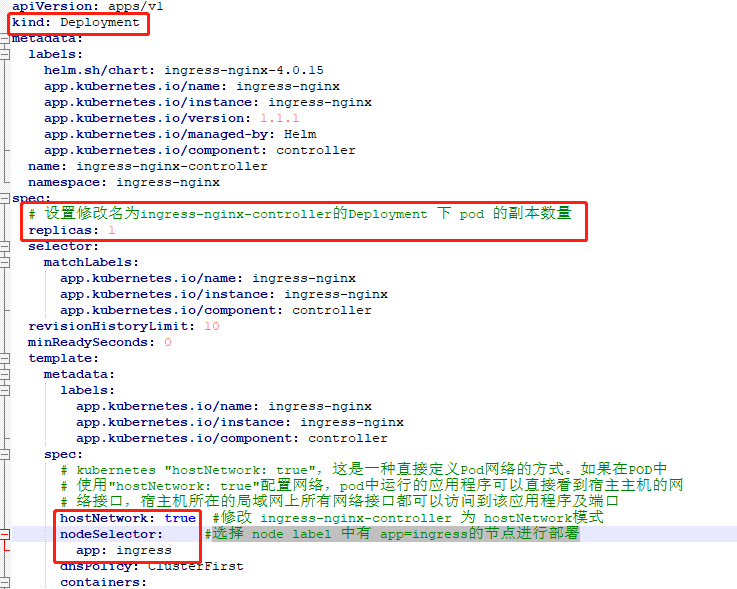 apiVersion: apps/v1
kind: Deployment
metadata:
  labels:
    helm.sh/chart: ingress-nginx-4.0.15
    app.kubernetes.io/name: ingress-nginx
    app.kubernetes.io/instance: ingress-nginx
    app.kubernetes.io/version: 1.1.1
    app.kubernetes.io/managed-by: Helm
    app.kubernetes.io/component: controller
  name: ingress-nginx-controller
  namespace: ingress-nginx
spec:
  # 设置修改名为ingress-nginx-controller的Deployment 下 pod 的副本数量
  replicas: 1
  selector:
    matchLabels:
      app.kubernetes.io/name: ingress-nginx
      app.kubernetes.io/instance: ingress-nginx
      app.kubernetes.io/component: controller
  revisionHistoryLimit: 10
  minReadySeconds: 0
  template:
    metadata:
      labels:
        app.kubernetes.io/name: ingress-nginx
        app.kubernetes.io/instance: ingress-nginx
        app.kubernetes.io/component: controller
    spec:
      # kubernetes "hostNetwork: true"，这是一种直接定义Pod网络的方式。如果在POD中
      # 使用"hostNetwork: true"配置网络，pod中运行的应用程序可以直接看到宿主主机的网
      # 络接口，宿主机所在的局域网上所有网络接口都可以访问到该应用程序及端口
      hostNetwork: true  #修改 ingress-nginx-controller 为 hostNetwork模式
      nodeSelector:     #选择 node label 中有 app=ingress的节点进行部署
        app: ingress
      dnsPolicy: ClusterFirst
      containers: